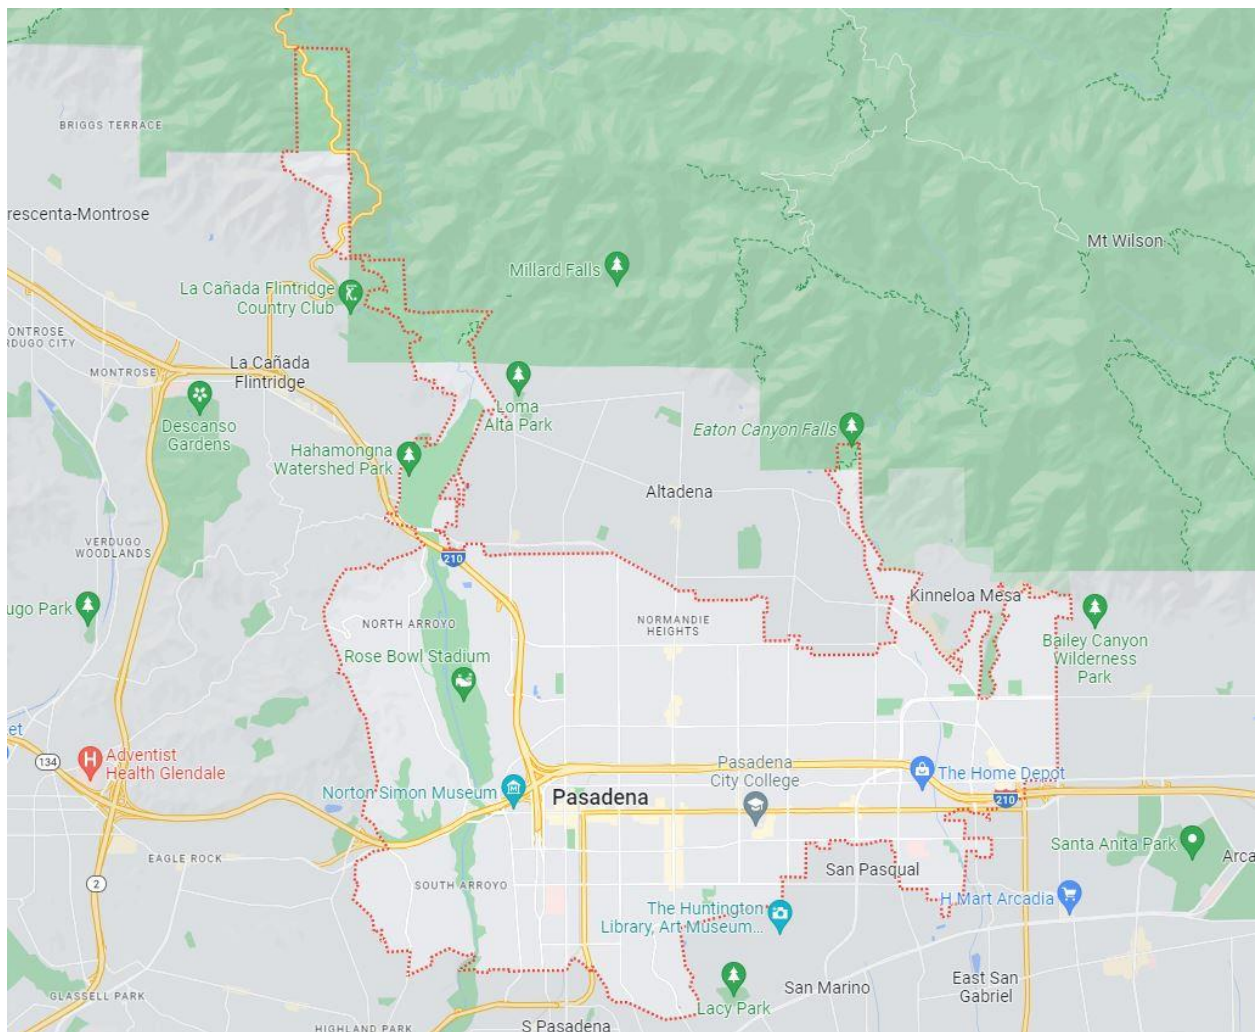 BRIGGS TERRACE
rescenta-Montrose
Mt Wilson
Millard Falls
La Cañada Flintridge
Country Club
ONTROSE
RDUGO CITY
MONTROSE
La Cañada
Flintridge
Descanso
Gardens
Loma
Alta Park
Eaton Canyon Falls
Hahamongna
Watershed Park
Altadena
VERDUGO
WOODLANDS
210
ugo Park
Kinneloa Mesa
NORTH ARROYO
NORMANDIE
HEIGHTS
Bailey Canyon
Wilderness
Park
Rose Bowl Stadium
et
134
Adventist
Health Glendale
Pasadena
City College
The Home Depot
Norton Simon Museum
Pasadena
210
EAGLE ROCK
Santa Anita Park
Arca
2
San Pasqual
SOUTH ARROYO
H Mart Arcadia
The Huntington
Library, Art Museum...
East San
Gabriel
San Marino
GLASSELL PARK
Lacy Park
HIGHLAND PARK
S Pasadena